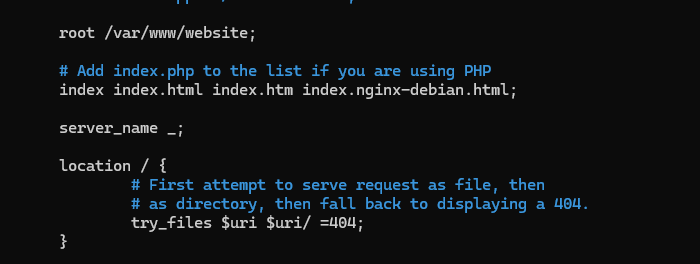 root /var/www/website;
# Add index.php to the list if you are using PHP
index index.html index.htm index.nginx-debian.html;
server_name _;
location / {
# First attempt to serve request as file, then
# as directory, then fall back to displaying a 404.
try_files $uri $uri/ =404;
}